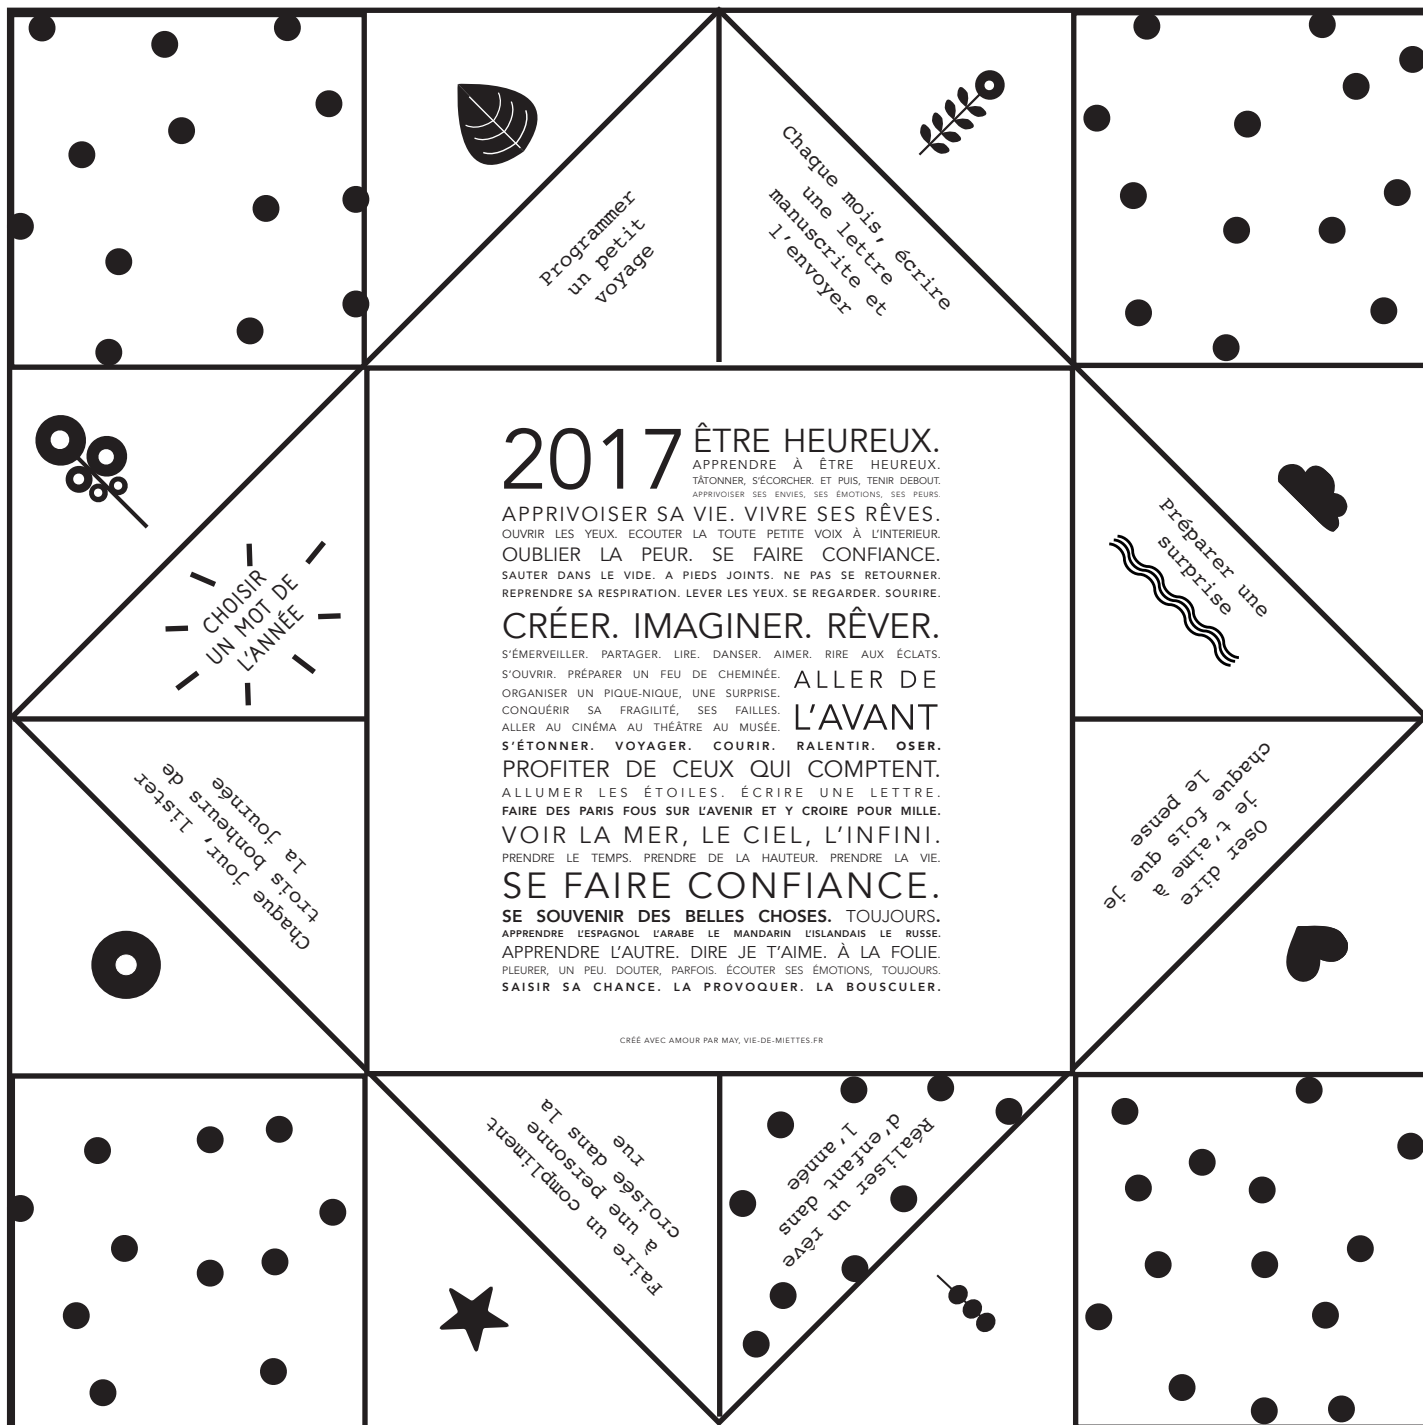 Programmer
un petit
voyage
Chaque mois, écrire
une lettre
manuscrite et
l'envoyer
CHOISIR
UN MOT DE
L'ANNÉE
Préparer une
surprise
2017
ÊTRE HEUREUX.
APPRENDRE À ÊTRE HEUREUX.
TÂTONNER, S'ÉCORCHER. ET PUIS, TENIR DEBOUT.
APPRIVOISER SES ENVIES, SES ÉMOTIONS, SES PEURS.
APPRIVOISER SA VIE. VIVRE SES RÊVES.
OUVRIR LES YEUX. ECOUTER LA TOUTE PETITE VOIX À L'INTERIEUR.
OUBLIER LA PEUR. SE FAIRE CONFIANCE.
SAUTER DANS LE VIDE. A PIEDS JOINTS. NE PAS SE RETOURNER.
REPRENDRE SA RESPIRATION. LEVER LES YEUX. SE REGARDER. SOURIRE.
CRÉER. IMAGINER. RÊVER.
S'ÉMERVEILLER. PARTAGER. LIRE. DANSER. AIMER. RIRE AUX ÉCLATS.
S'OUVRIR. PRÉPARER UN FEU DE CHEMINÉE.
ORGANISER UN PIQUE-NIQUE, UNE SURPRISE.
CONQUÉRIR SA FRAGILITÉ, SES FAILLES.
ALLER AU CINÉMA AU THÉÂTRE AU MUSÉE.
ALLER DE
L'AVANT
S'ÉTONNER. VOYAGER. COURIR. RALENTIR. OSER.
PROFITER DE CEUX QUI COMPTENT.
ALLUMER LES ÉTOILES. ÉCRIRE UNE LETTRE.
FAIRE DES PARIS FOUS SUR L'AVENIR ET Y CROIRE POUR MILLE.
VOIR LA MER, LE CIEL, L'INFINI.
PRENDRE LE TEMPS. PRENDRE DE LA HAUTEUR. PRENDRE LA VIE.
SE FAIRE CONFIANCE.
SE SOUVENIR DES BELLES CHOSES. TOUJOURS.
APPRENDRE L'ESPAGNOL L'ARABE LE MANDARIN L'ISLANDAIS LE RUSSE.
APPRENDRE L'AUTRE. DIRE JE T'AIME. À LA FOLIE.
PLEURER, UN PEU. DOUTER, PARFOIS. ÉCOUTER SES ÉMOTIONS, TOUJOURS.
SAISIR SA CHANCE. LA PROVOQUER. LA BOUSCULER.
CRÉÉ AVEC AMOUR PAR MAY, VIE-DE-MIETTES.FR
Chaque jour, lister
trois bonheurs de
la journée
Oser dire
je t'aime à
chaque fois que je
le pense
Faire un compliment
à une personne
croisée dans la
rue
Réaliser un rêve
d'enfant dans
l'année